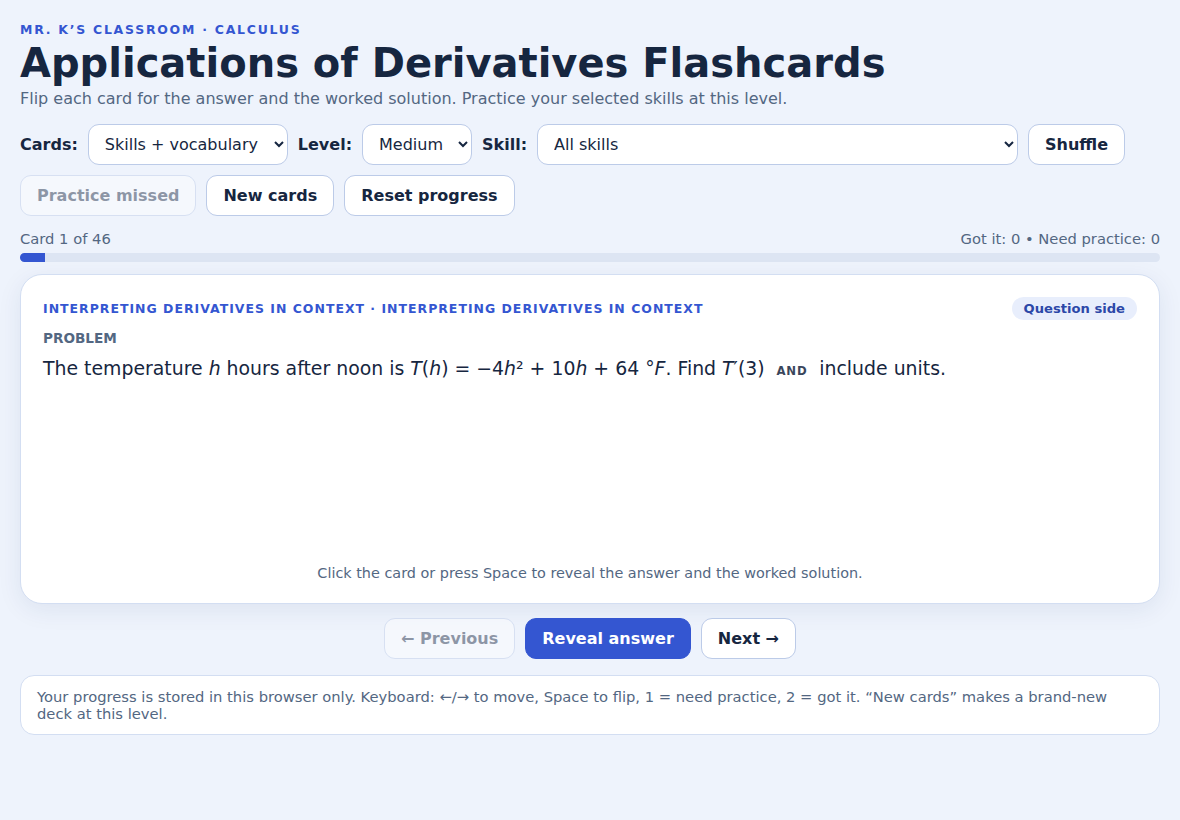 MR. K’S CLASSROOM · CALCULUS
Applications of Derivatives Flashcards
Flip each card for the answer and the worked solution. Practice your selected skills at this level.
Cards: Skills + vocabulary Level: Medium Skill: All skills Shuffle
Practice missed New cards Reset progress
Card 1 of 46 Got it: 0 • Need practice: 0
INTERPRETING DERIVATIVES IN CONTEXT · INTERPRETING DERIVATIVES IN CONTEXT Question side
PROBLEM
The temperature h hours after noon is T(h) = −4h² + 10h + 64 °F. Find T′(3) AND include units.
Click the card or press Space to reveal the answer and the worked solution.
← Previous Reveal answer Next →
Your progress is stored in this browser only. Keyboard: ←/→ to move, Space to flip, 1 = need practice, 2 = got it. “New cards” makes a brand-new
deck at this level.